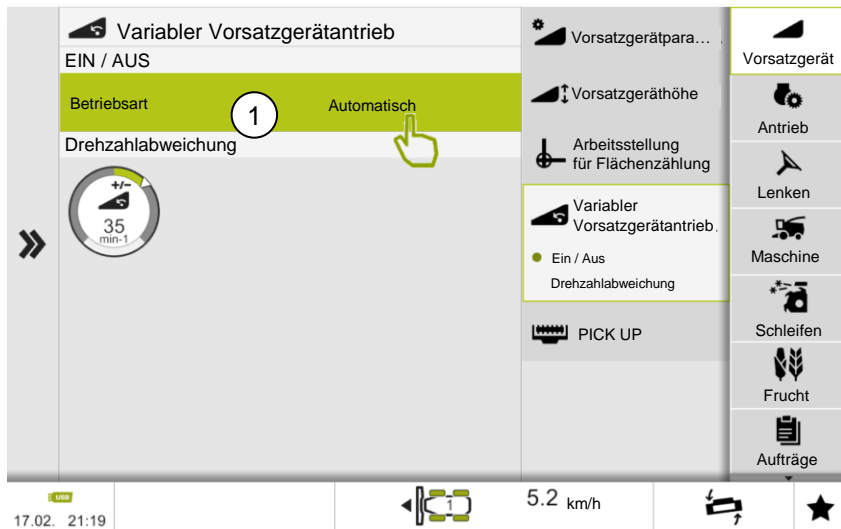 Variabler Vorsatzgerätantrieb
EIN / AUS
Betriebsart
1
Automatisch
Drehzahlabweichung
+/-
35
min-1
Vorsatzgerätpara... .
Vorsatzgeräthöhe
Arbeitsstellung
für Flächenzählung
Variabler
Vorsatzgerätantrieb.
Ein / Aus
Drehzahlabweichung
PICK UP
Vorsatzgerät
Antrieb
Lenken
Maschine
Schleifen
Frucht
Aufträge
USB
17.02. 21:19
1
5.2 km/h